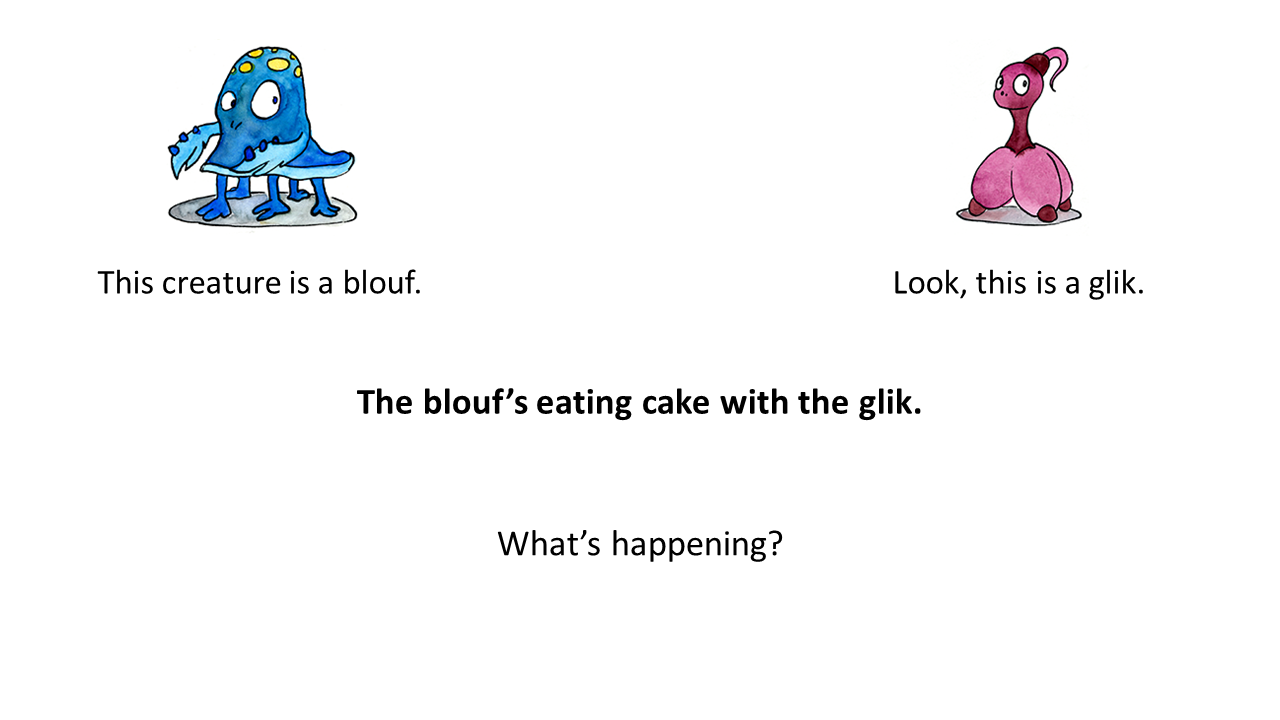 This creature is a blouf.
Look, this is a glik.
The blouf’s eating cake with the glik.
What’s happening?